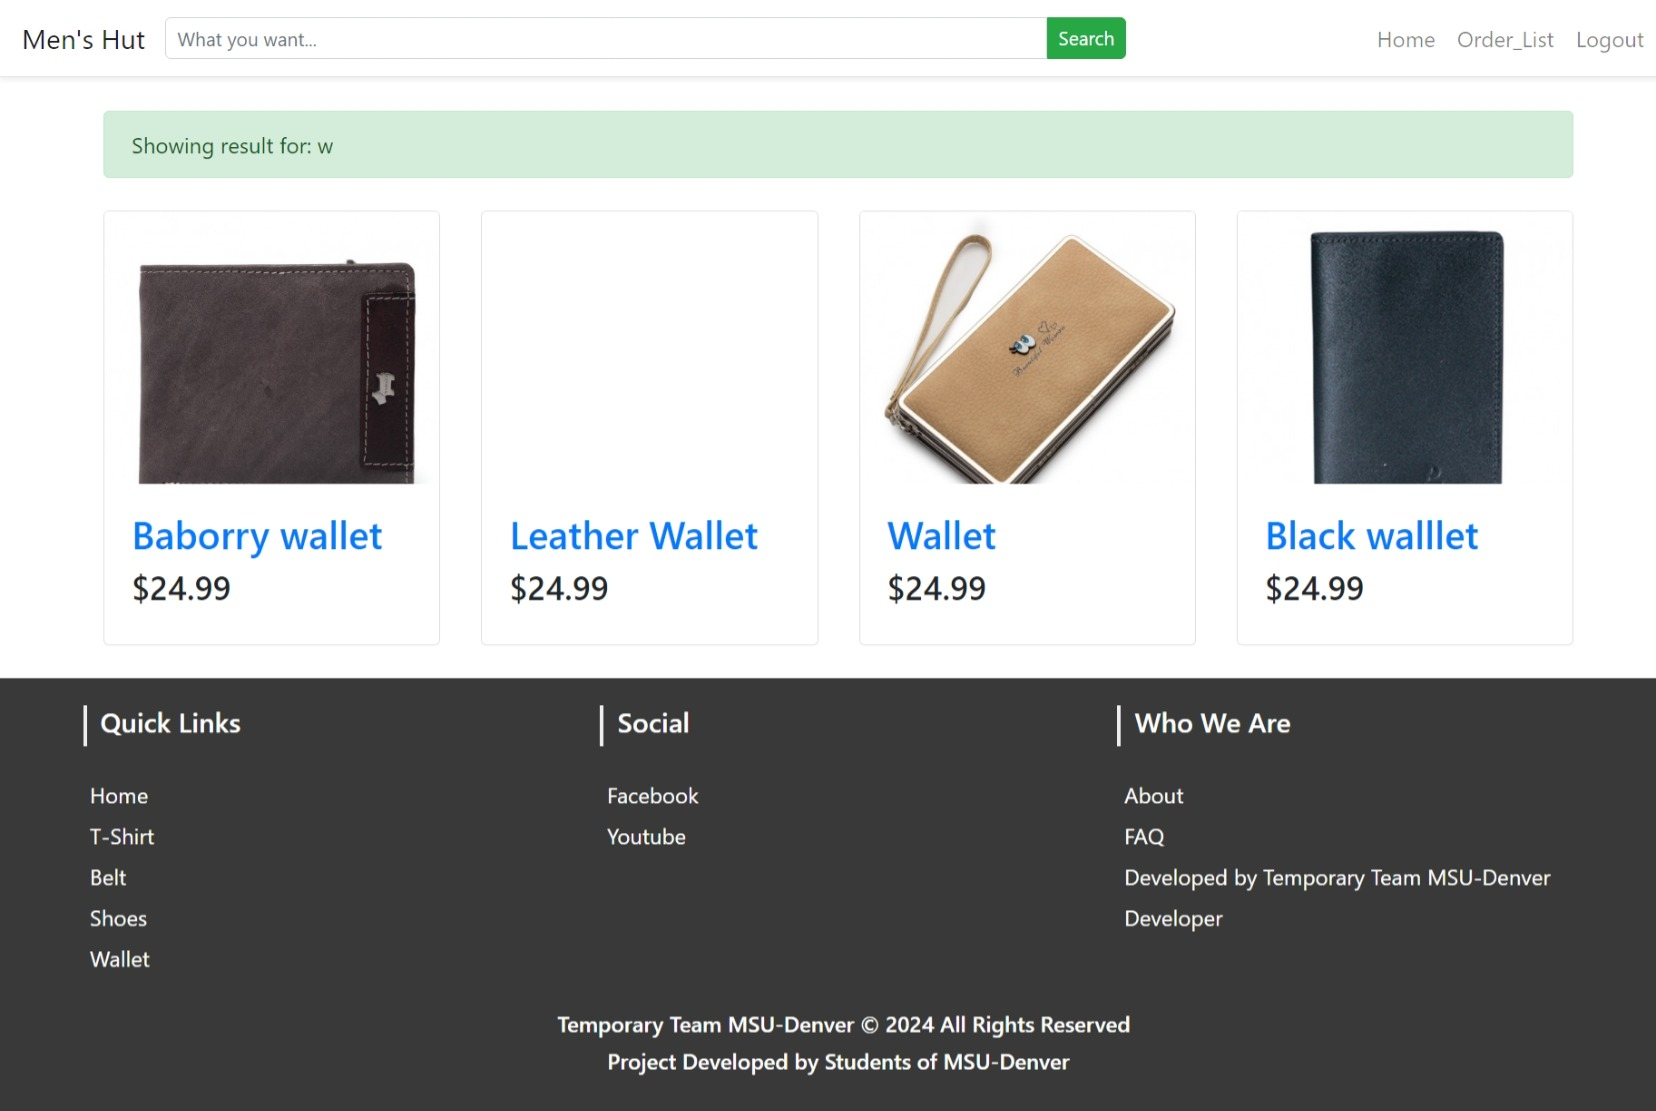 Men's Hut
What you want...
Search
Home
Order_List
Logout
Showing result for: w
Baborry wallet
$24.99
Leather Wallet
$24.99
Beautiful Woman
Wallet
$24.99
Black walllet
$24.99
Quick Links
Home
T-Shirt
Belt
Shoes
Wallet
Social
Facebook
Youtube
Who We Are
About
FAQ
Developed by Temporary Team MSU-Denver
Developer
Temporary Team MSU-Denver © 2024 All Rights Reserved
Project Developed by Students of MSU-Denver